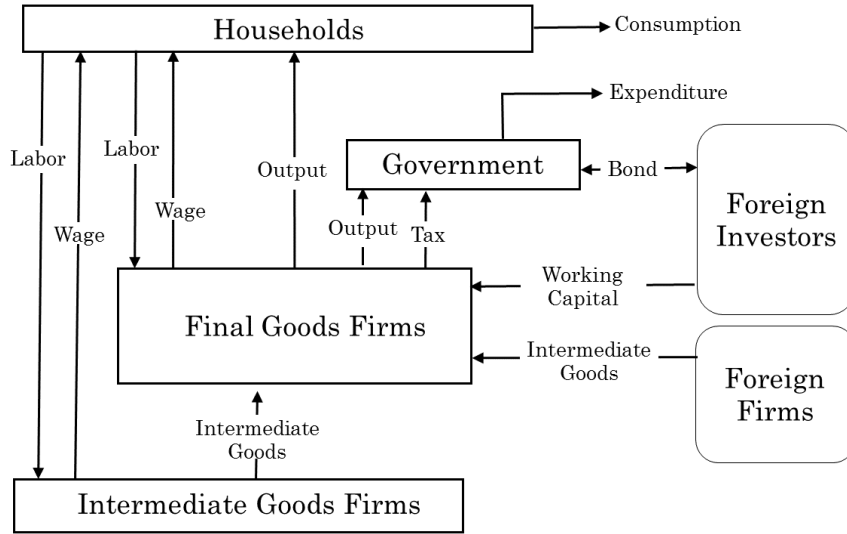 Households
Consumption
Expenditure
Labor
Labor
Output
Government
Bond
Foreign
Investors
Wage
Wage
Output
Tax
Working
Capital
Final Goods Firms
Intermediate
Goods
Foreign
Firms
Intermediate
Goods
Intermediate Goods Firms